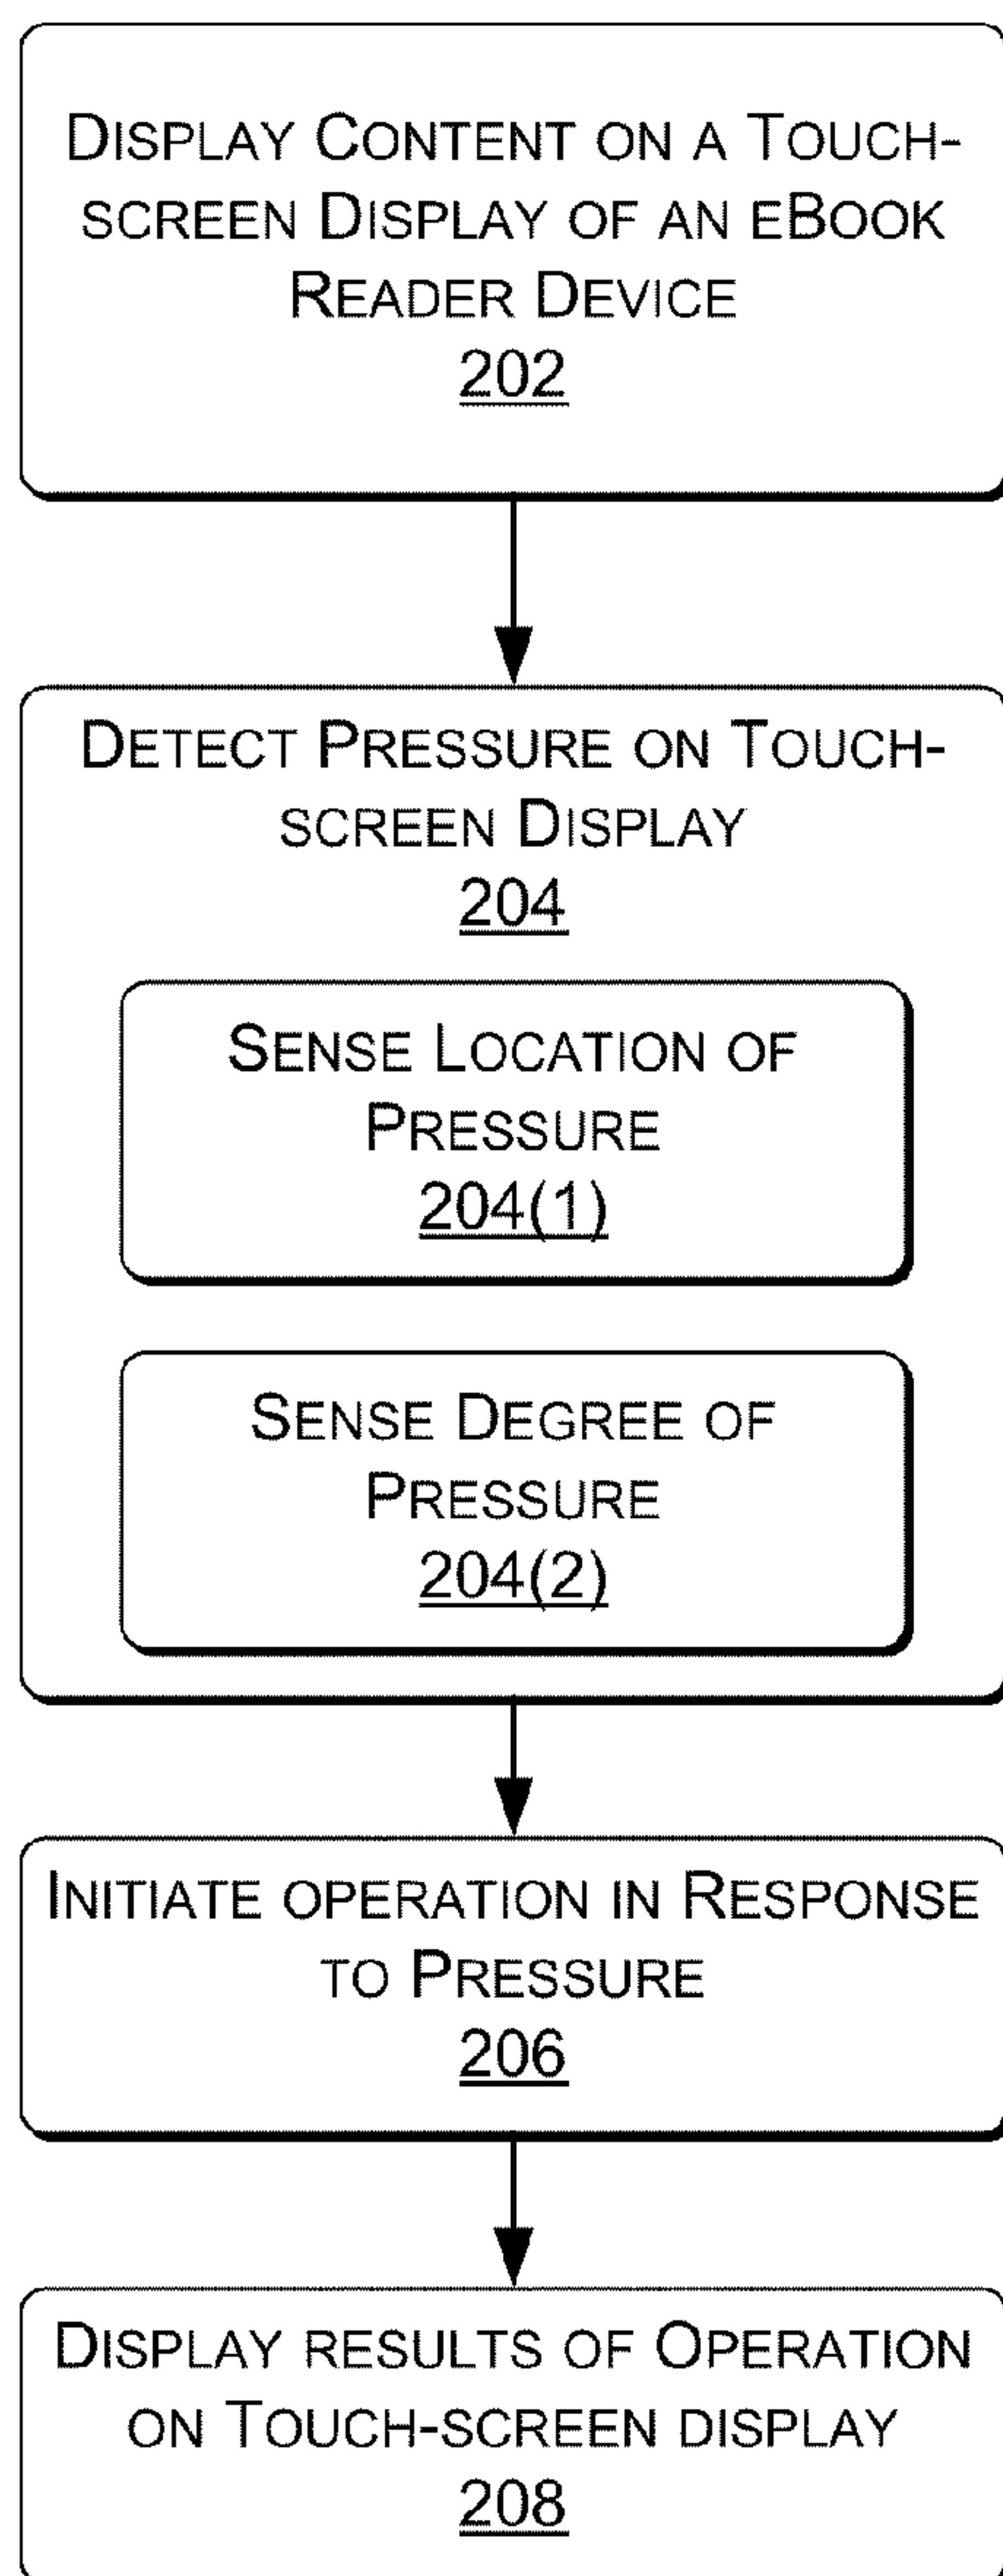 DISPLAY CONTENT ON A TOUCH-
SCREEN DISPLAY OF AN EBOOK
READER DEVICE
202
DETECT PRESSURE ON TOUCH-
SCREEN DISPLAY
204
SENSE LOCATION OF
PRESSURE
204(1)
SENSE DEGREE OF
PRESSURE
204(2)
INITIATE OPERATION IN RESPONSE
TO PRESSURE
206
DISPLAY RESULTS OF OPERATION
ON TOUCH-SCREEN DISPLAY
208